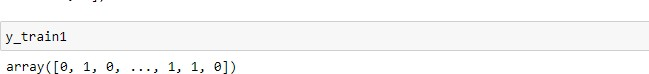 y_train1
array([0, 1, 0, ..., 1, 1, 0])